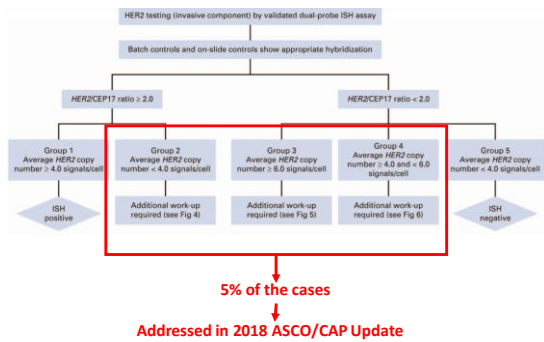 HER2 testing (invasive component) by validated dual-probe ISH assay
Batch controls and on-slide controls show appropriate hybridization
HER2/CEP17 ratio ≥ 2.0
HER2/CEP17 ratio < 2.0
Group 1
Average HER2 copy
number ≥ 4.0 signals/cell
Group 2
Average HER2 copy
number < 4.0 signals/cell
Group 3
Average HER2 copy
number ≥ 6.0 signals/cell
Group 4
Average HER2 copy
number ≥ 4.0 and < 6.0
signals/cell
Group 5
Average HER2 copy
number < 4.0 signals/cell
ISH
positive
Additional work-up
required (see Fig 4)
Additional work-up
required (see Fig 5)
Additional work-up
required (see Fig 6)
ISH
negative
5% of the cases
Addressed in 2018 ASCO/CAP Update